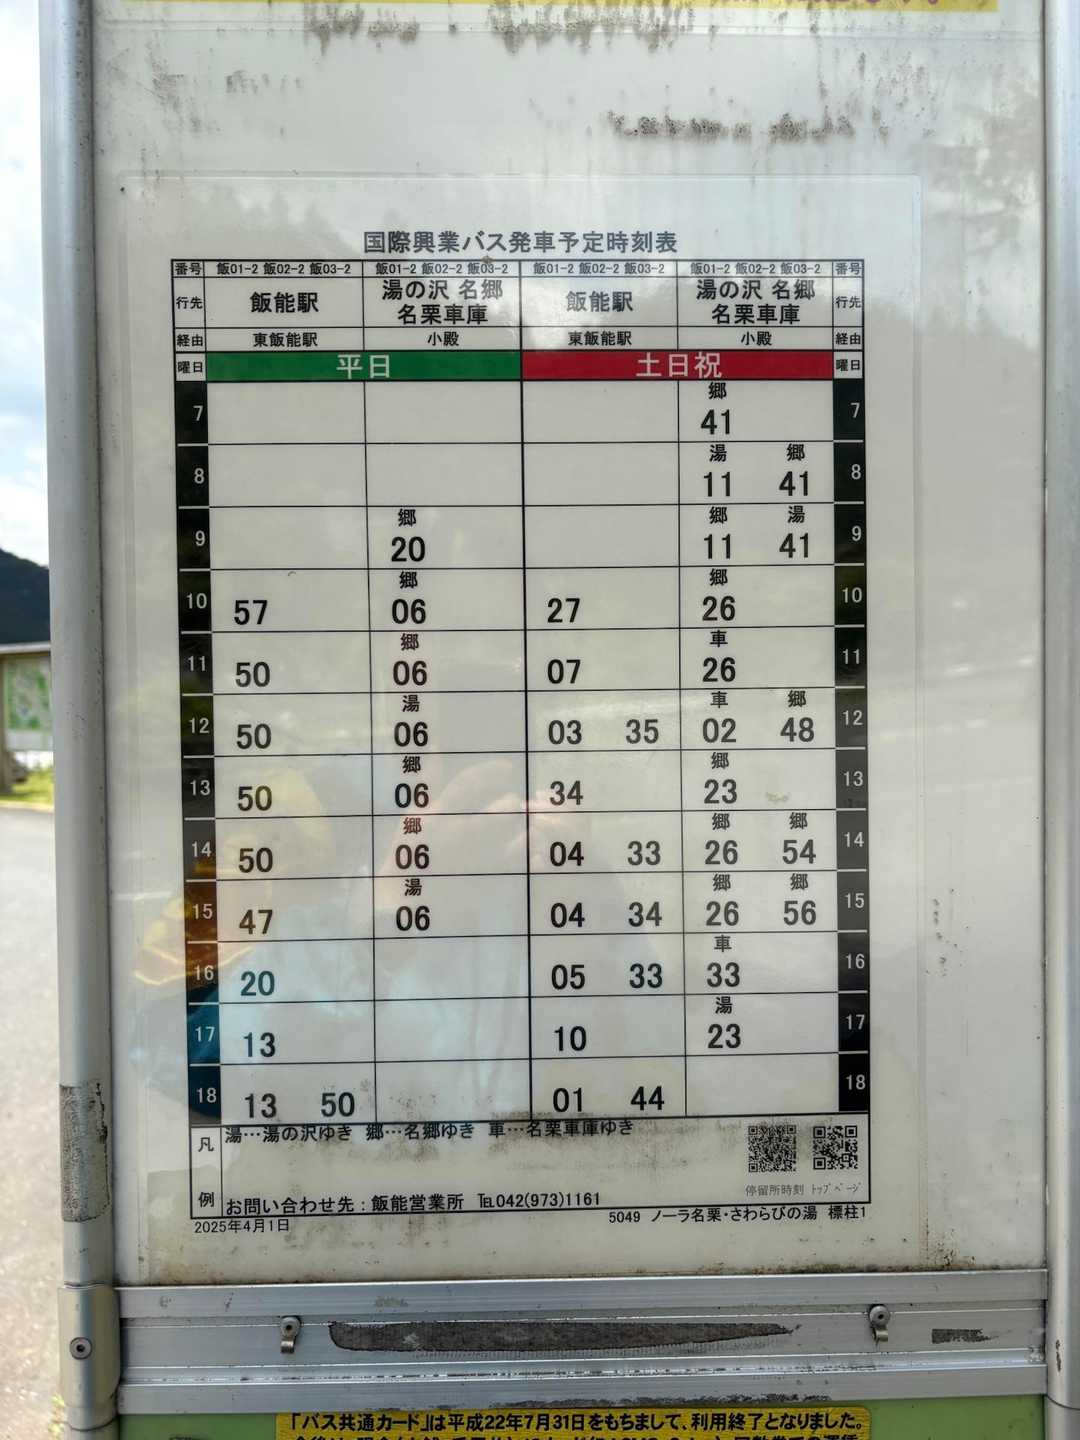 国際興業バス発車予定時刻表
番号 飯01-2 飯02-2 飯03-2 飯01-2 飯02-2 飯03-2 飯01-2 飯02-2 飯03-2 飯01-2 飯02-2 飯03-2 番号
行先 飯能駅 湯の沢 名郷 飯能駅 湯の沢 名郷 行先
名栗車庫 名栗車庫
経由 東飯能駅 小殿 東飯能駅 小殿 経由
曜日 平日 土日祝 曜日
郷
7 41 7
湯 郷
8 11 41 8
郷 郷 湯
9 20 11 41 9
郷 郷
10 57 06 27 26 10
郷 車
11 50 06 07 26 11
湯 車 郷
12 50 06 03 35 02 48 12
郷 郷
13 50 06 34 23 13
郷 郷 郷
14 50 06 04 33 26 54 14
湯 郷 郷
15 47 06 04 34 26 56 15
車
16 20 05 33 33 16
湯
17 13 10 23 17
18 13 50 01 44 18
凡例 湯…湯の沢ゆき 郷…名郷ゆき 車…名栗車庫ゆき
停留所時刻 トップページ
お問い合わせ先：飯能営業所 ℡042(973)1161
2025年4月1日 5049 ノーラ名栗・さわらびの湯 標柱1
「バス共通カード」は平成22年7月31日をもちまして、利用終了となりました。